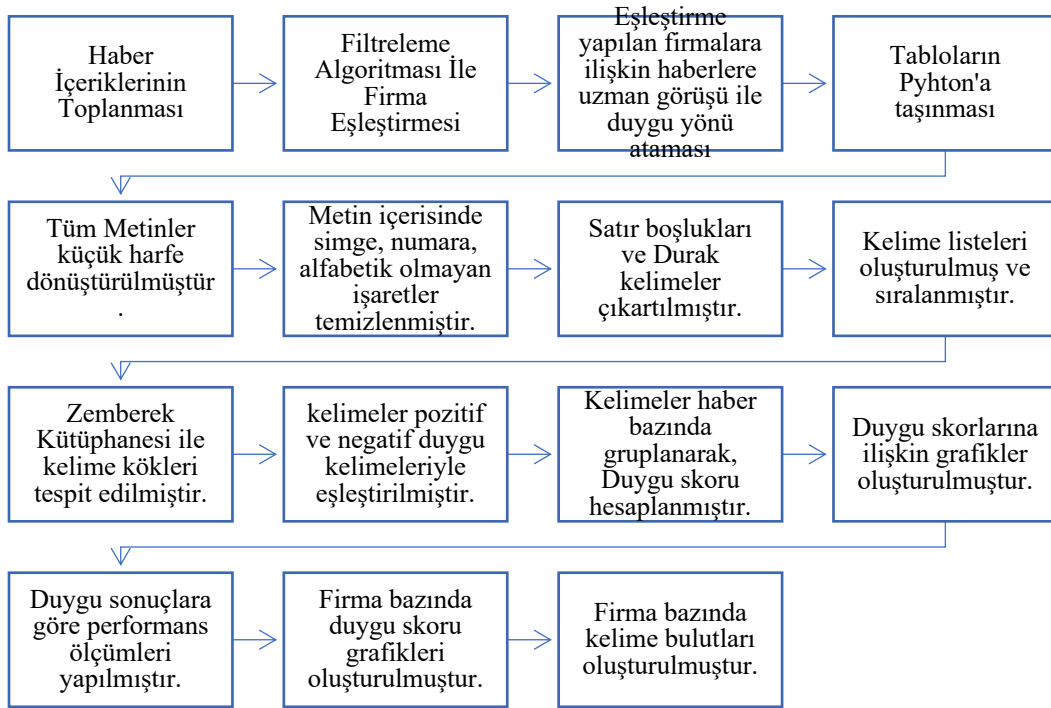 Haber
İçeriklerinin
Toplanması
Filtreleme
Algoritması İle
Firma
Eşleştirmesi
Eşleştirme
yapılan firmalara
ilişkin haberlere
uzman görüşü ile
duygu yönü
ataması
Tabloların
Pyhton'a
taşınması
Tüm Metinler
küçük harfe
dönüştürülmüştür
.
Metin içerisinde
simge, numara,
alfabetik olmayan
işaretler
temizlenmiştir.
Satır boşlukları
ve Durak
kelimeler
çıkartılmıştır.
Kelime listeleri
oluşturulmuş ve
sıralanmıştır.
Zemberek
Kütüphanesi ile
kelime kökleri
tespit edilmiştir.
kelimeler pozitif
ve negatif duygu
kelimeleriyle
eşleştirilmiştir.
Kelimeler haber
bazında
gruplanarak,
Duygu skoru
hesaplanmıştır.
Duygu skorlarına
ilişkin grafikler
oluşturulmuştur.
Duygu sonuçlara
göre performans
ölçümleri
yapılmıştır.
Firma bazında
duygu skoru
grafikleri
oluşturulmuştur.
Firma bazında
kelime bulutları
oluşturulmuştur.